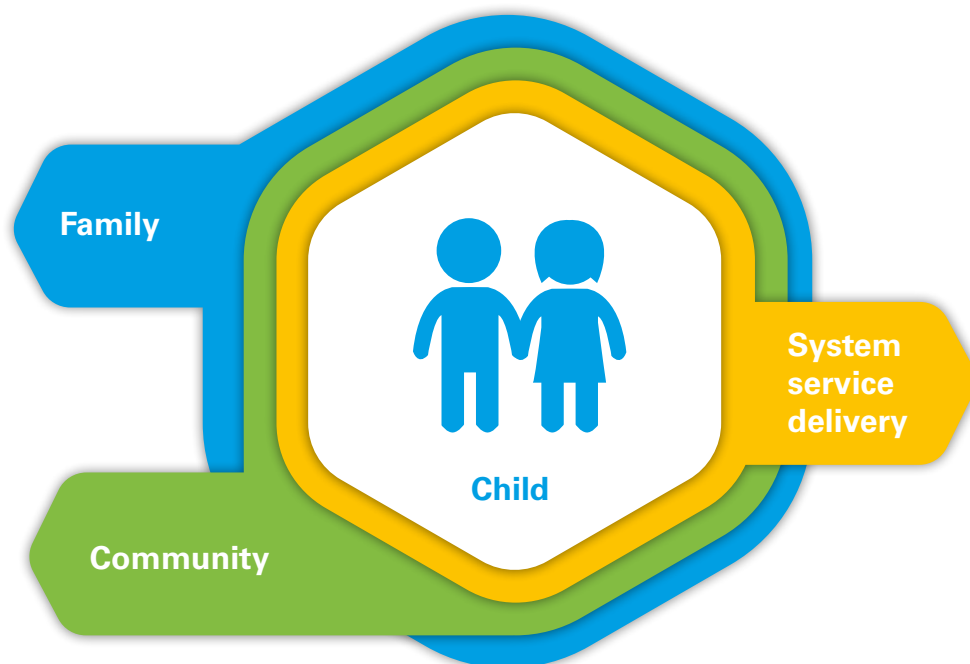 Family
System
service
delivery
Child
Community